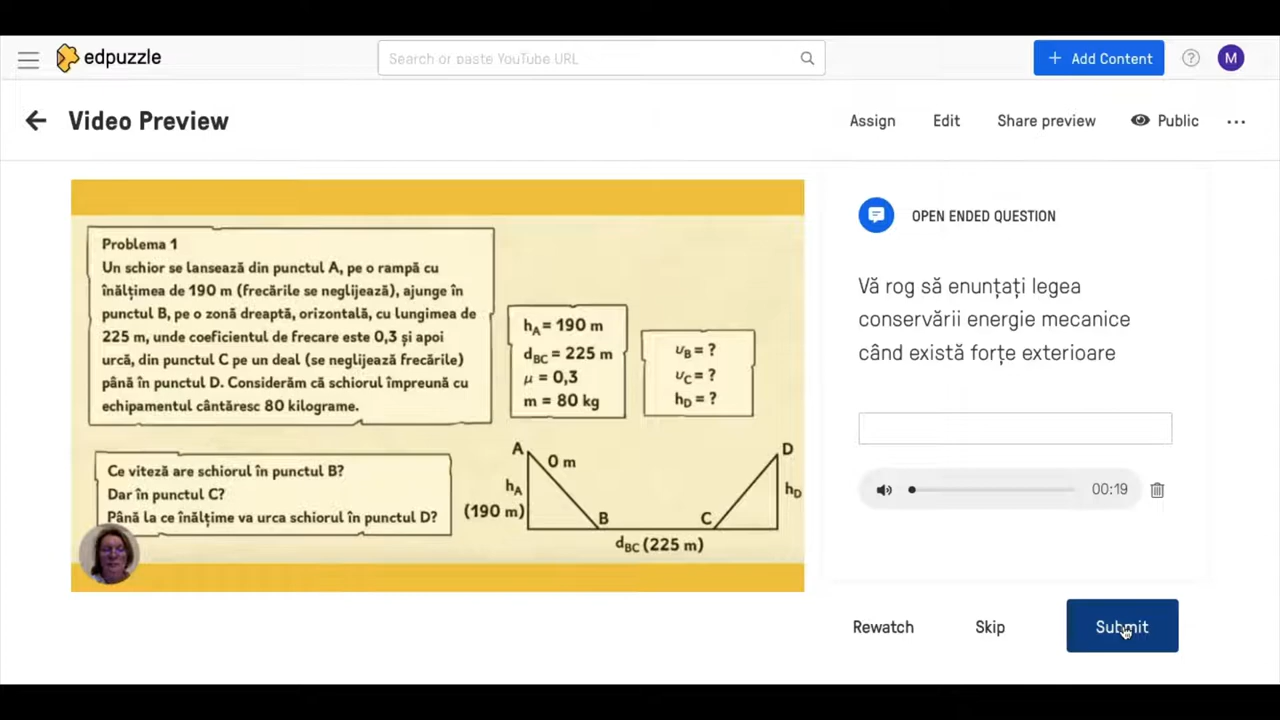 edpuzzle
Search or paste YouTube URL
+ Add Content
?
M
Video Preview
Assign
Edit
Share preview
Public
...
Problema 1
Un schior se lansează din punctul A, pe o rampă cu
înălțimea de 190 m (frecările se neglijează), ajunge în
punctul B, pe o zonă dreaptă, orizontală, cu lungimea de
225 m, unde coeficientul de frecare este 0,3 și apoi
urcă, din punctul C pe un deal (se neglijează frecările)
până în punctul D. Considerăm că schiorul împreună cu
echipamentul cântăresc 80 kilograme.
hA = 190 m
dBC = 225 m
μ = 0,3
m = 80 kg
υB = ?
υC = ?
hD = ?
Ce viteză are schiorul în punctul B?
Dar în punctul C?
Până la ce înălțime va urca schiorul în punctul D?
A
0 m
hA
(190 m)
B
C
dBC (225 m)
D
hD
OPEN ENDED QUESTION
Vă rog să enunțați legea
conservării energie mecanice
când există forțe exterioare
00:19
Rewatch
Skip
Submit